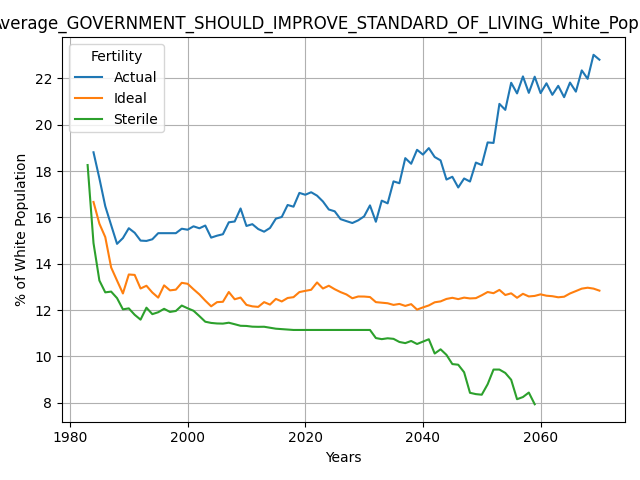 Average_GOVERNMENT_SHOULD_IMPROVE_STANDARD_OF_LIVING_White_Pop
Fertility
Actual
Ideal
Sterile
% of White Population
22
20
18
16
14
12
10
8
1980
2000
2020
2040
2060
Years